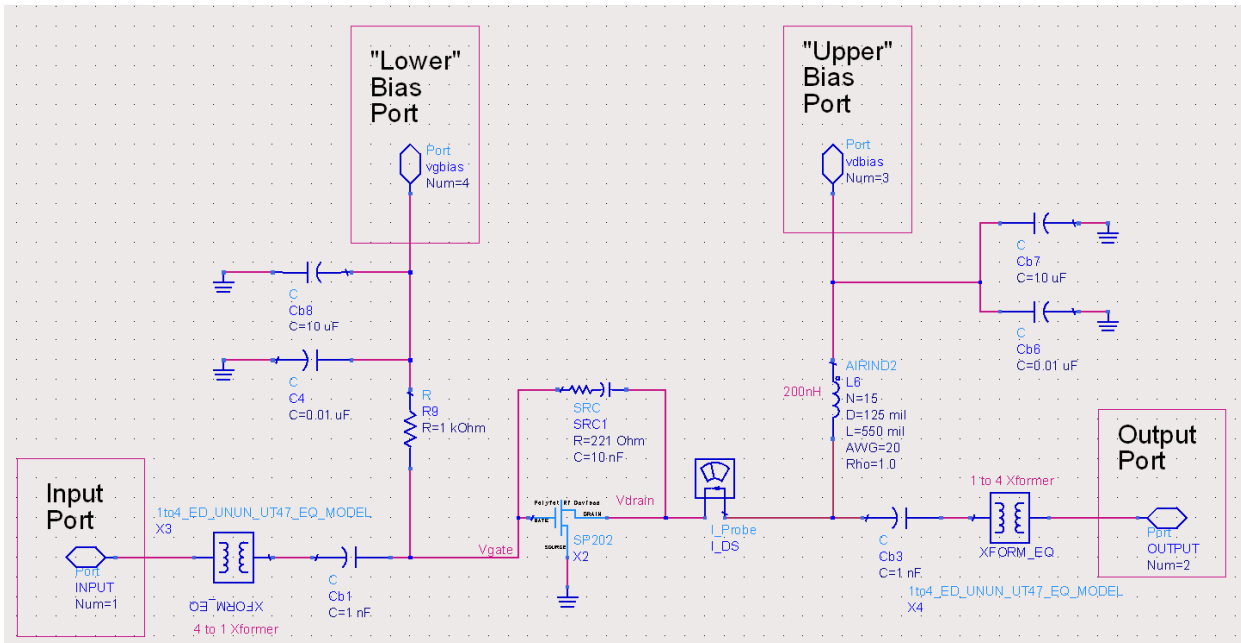 "Lower"
Bias
Port
Port
vgbias
Num=4
"Upper"
Bias
Port
Port
vdbias
Num=3
C
Cb8
C=10 uF
C
C4
C=0.01 uF
R
R9
R=1 kOhm
SRC
SRC1
R=221 Ohm
C=10 nF
C
Cb7
C=10 uF
C
Cb6
C=0.01 uF
200nH
AIRIND2
L6
N=15
D=125 mil
L=550 mil
AWG=20
Rho=1.0
Input
Port
Port
INPUT
Num=1
1to4_ED_UNUN_UT47_EQ_MODEL
X3
XFORM_EQ
4 to 1 Xformer
C
Cb1
C=1 nF
Vgate
Polyfet Rf Devices
GATE
DRAIN
SOURCE
SP202
X2
Vdrain
I_Probe
I_DS
C
Cb3
C=1 nF
1 to 4 Xformer
XFORM_EQ
1to4_ED_UNUN_UT47_EQ_MODEL
X4
Output
Port
Port
OUTPUT
Num=2